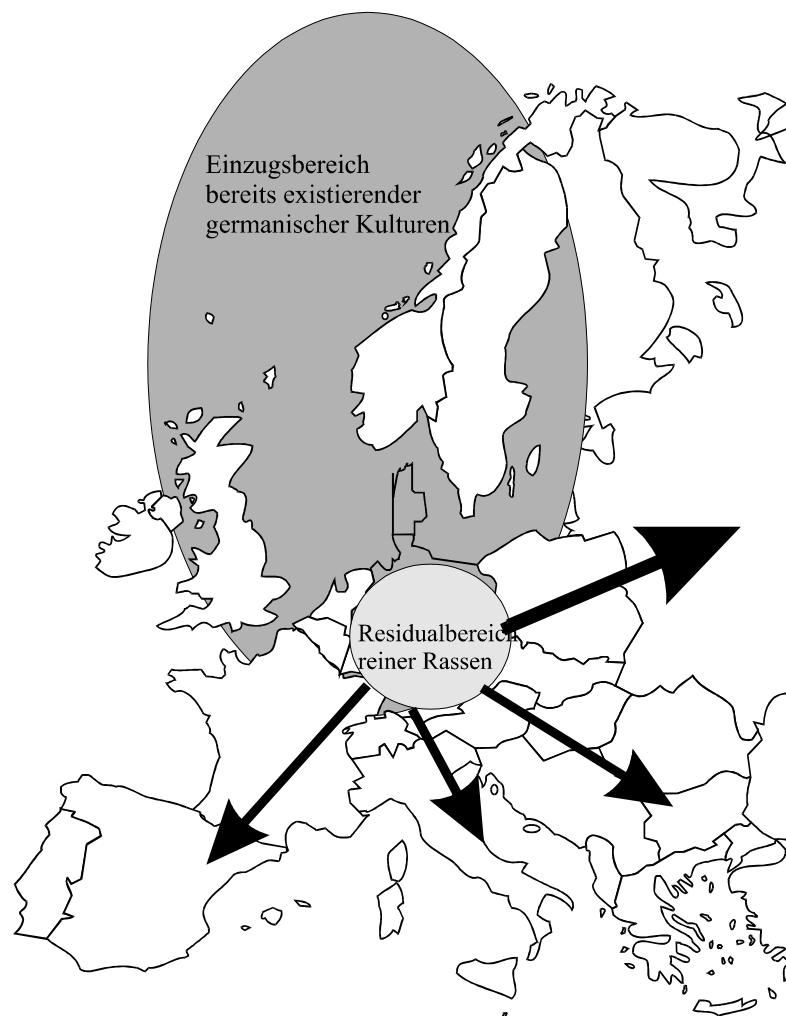 Einzugsbereich
bereits existierender
germanischer Kulturen
Residualbereich
reiner Rassen